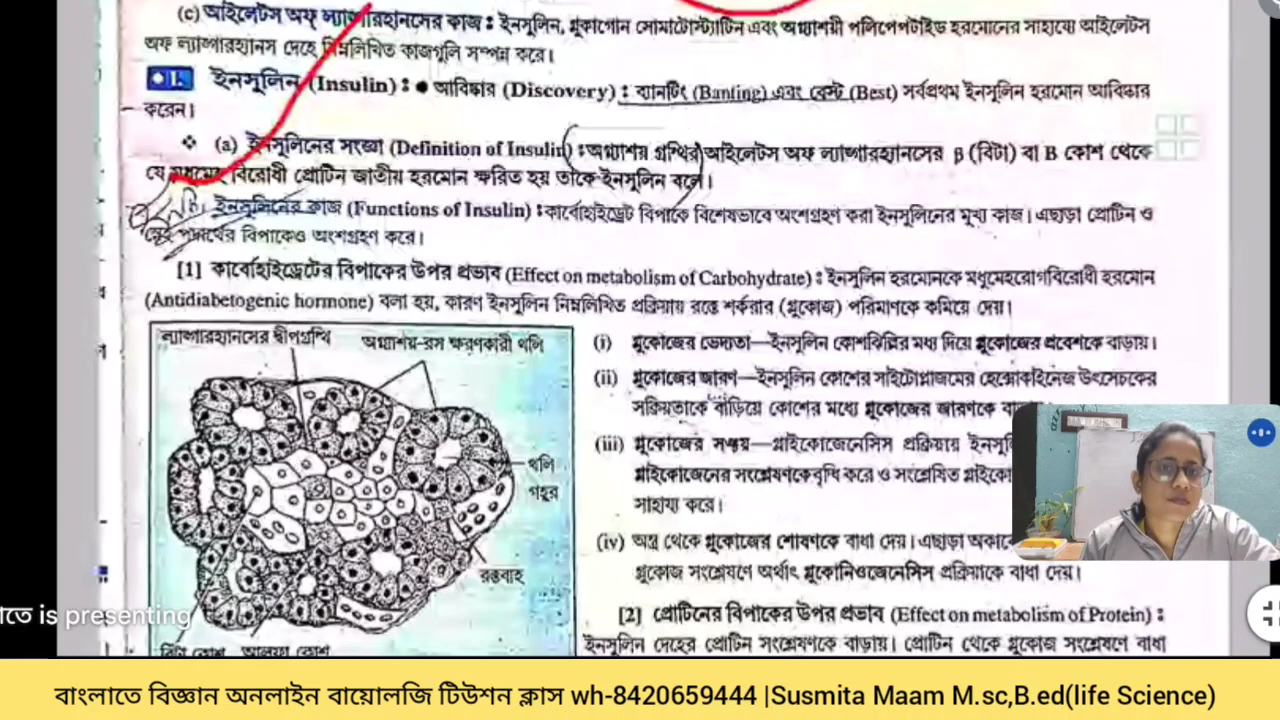 (c) আইলেটস অফ্ ল্যাঙ্গারহ্যানসের কাজ : ইনসুলিন, গ্লুকাগোন সোমাটোস্ট্যাটিন এবং অগ্ন্যাশয়ী পলিপেপটাইড হরমোনের সাহায্যে আইলেটস
অফ ল্যাঙ্গারহ্যানস দেহে নিম্নলিখিত কাজগুলি সম্পন্ন করে।
1. ইনসুলিন (Insulin) : ● আবিষ্কার (Discovery) : ব্যানটিং (Banting) এবং বেস্ট (Best) সর্বপ্রথম ইনসুলিন হরমোন আবিষ্কার
করেন।
❖ (a) ইনসুলিনের সংজ্ঞা (Definition of Insulin) : অগ্ন্যাশয় গ্রন্থির আইলেটস অফ ল্যাঙ্গারহ্যানসের β (বিটা) বা B কোশ থেকে
যে মধুমেহ বিরোধী প্রোটিন জাতীয় হরমোন ক্ষরিত হয় তাকে ইনসুলিন বলে।
ইনসুলিনের কাজ (Functions of Insulin) : কার্বোহাইড্রেট বিপাকে বিশেষভাবে অংশগ্রহণ করা ইনসুলিনের মূখ্য কাজ। এছাড়া প্রোটিন ও
স্নেহ পদার্থের বিপাকেও অংশগ্রহণ করে।
[1] কার্বোহাইড্রেটের বিপাকের উপর প্রভাব (Effect on metabolism of Carbohydrate) : ইনসুলিন হরমোনকে মধুমেহরোগবিরোধী হরমোন
(Antidiabetogenic hormone) বলা হয়, কারণ ইনসুলিন নিম্নলিখিত প্রক্রিয়ায় রক্তে শর্করার (গ্লুকোজ) পরিমাণকে কমিয়ে দেয়।
ল্যাঙ্গারহ্যানসের দ্বীপগ্রন্থি
অগ্ন্যাশয়-রস ক্ষরণকারী থলি
থলি
গহ্বর
রক্তবাহ
বিটা কোশ আলফা কোশ
(i) গ্লুকোজের ভেদ্যতা—ইনসুলিন কোশঝিল্লির মধ্য দিয়ে গ্লুকোজের প্রবেশকে বাড়ায়।
(ii) গ্লুকোজের জারণ—ইনসুলিন কোশের সাইটোপ্লাজমের হেক্সোকাইনেজ উৎসেচকের
সক্রিয়তাকে বাড়িয়ে কোশের মধ্যে গ্লুকোজের জারণকে
(iii) গ্লুকোজের সঞ্চয়—গ্লাইকোজেনেসিস প্রক্রিয়ায়
গ্লাইকোজেনের সংশ্লেষণকে বৃদ্ধি করে ও সংশ্লেষিত
সাহায্য করে।
(iv) অন্ত্র থেকে গ্লুকোজের শোষণকে বাধা দেয়। এছাড়া
গ্লুকোজ সংশ্লেষণে অর্থাৎ গ্লুকোনিওজেনেসিস প্রক্রিয়াকে বাধা দেয়।
[2] প্রোটিনের বিপাকের উপর প্রভাব (Effect on metabolism of Protein) :
ইনসুলিন দেহের প্রোটিন সংশ্লেষণকে বাড়ায়। প্রোটিন থেকে গ্লুকোজ সংশ্লেষণে বাধা
is presenting
বাংলাতে বিজ্ঞান অনলাইন বায়োলজি টিউশন ক্লাস wh-8420659444 |Susmita Maam M.sc,B.ed(life Science)